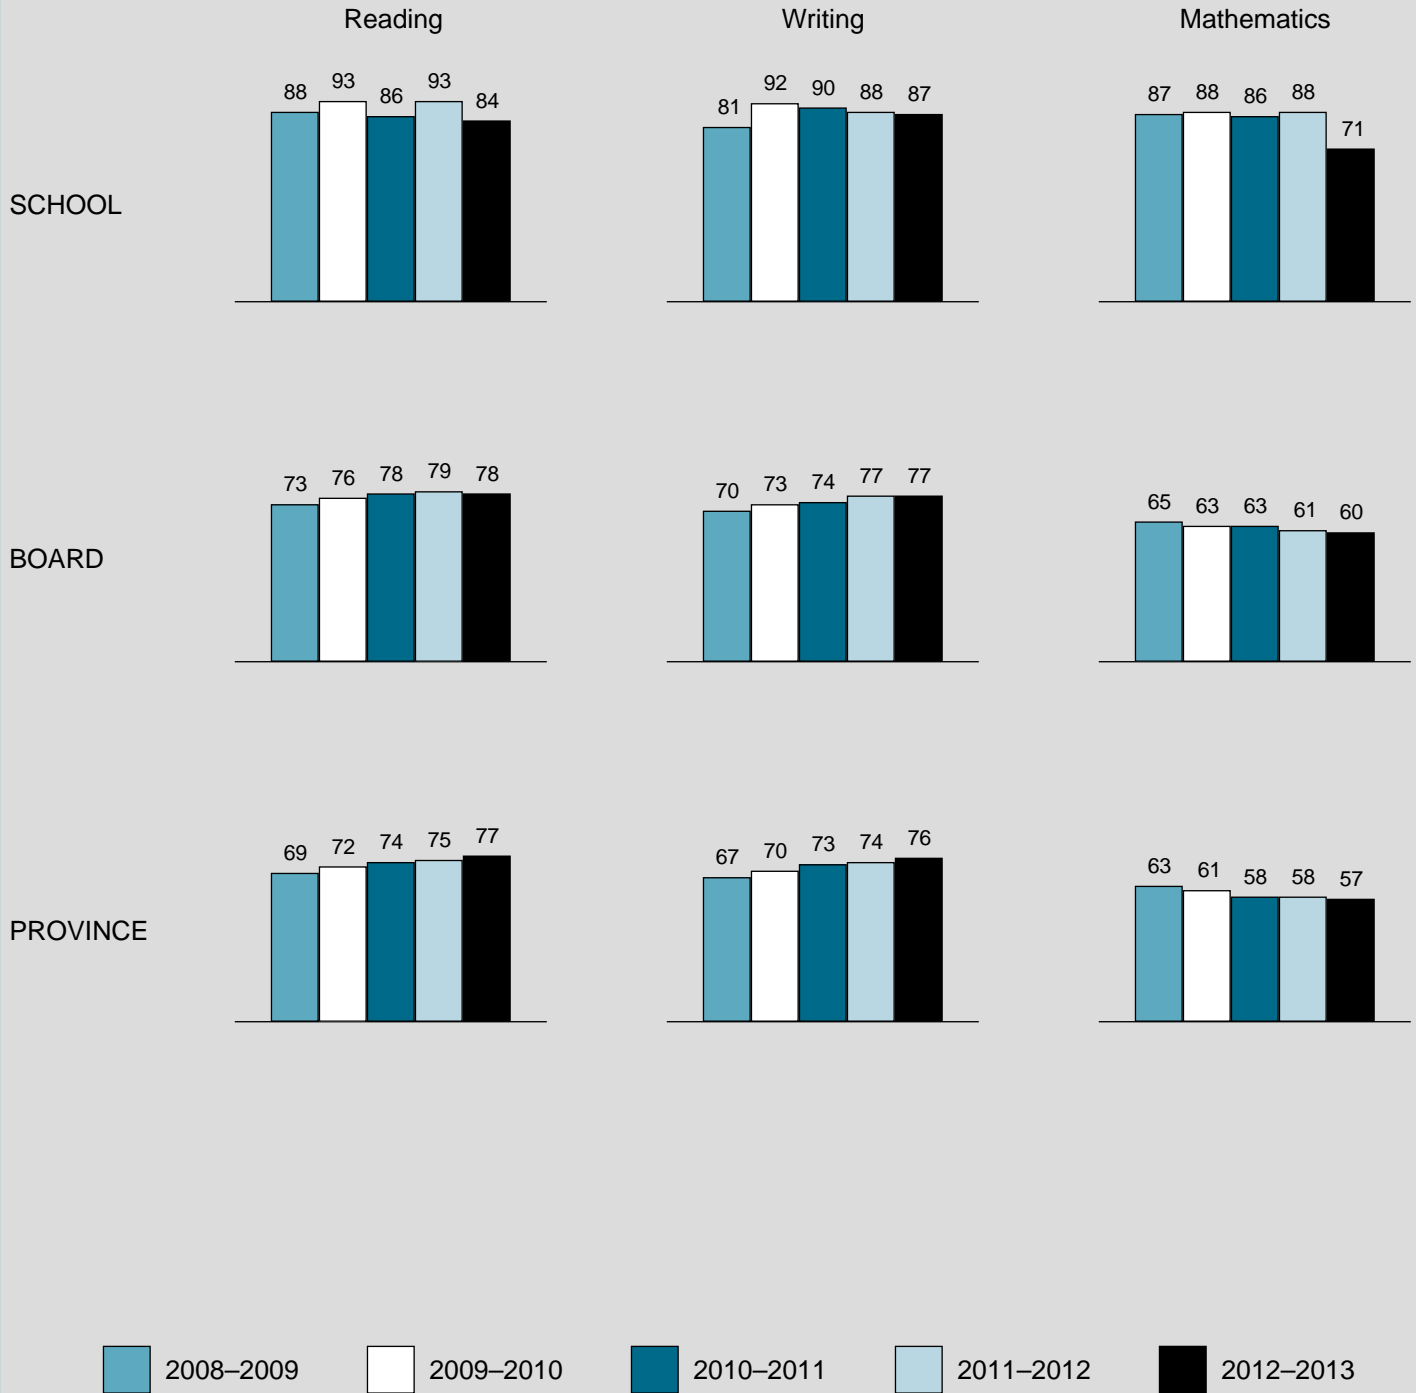 Reading Writing Mathematics
88 93 86 93 84 81 92 90 88 87 87 88 86 88 71
SCHOOL
73 76 78 79 78 70 73 74 77 77 65 63 63 61 60
BOARD
69 72 74 75 77 67 70 73 74 76 63 61 58 58 57
PROVINCE
2008–2009 2009–2010 2010–2011 2011–2012 2012–2013